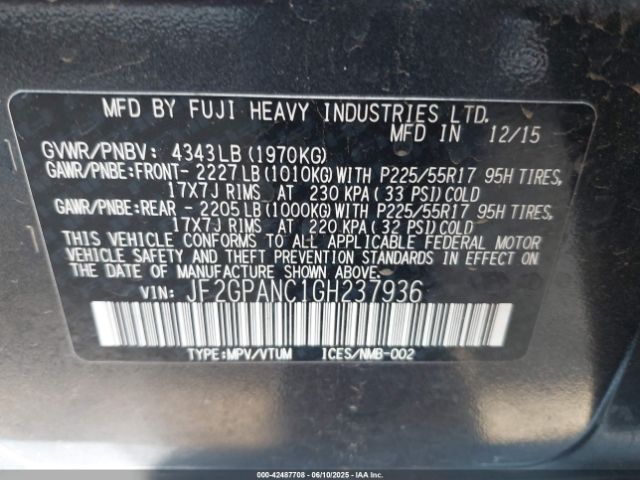 MFD BY FUJI HEAVY INDUSTRIES LTD.
MFD IN 12/15
GVWR/PNBV: 4343LB(1970KG)
GAWR/PNBE:FRONT- 2227LB(1010KG)WITH P225/55R17 95H TIRES,
17X7J RIMS AT 230 KPA(33 PSI)COLD
GAWR/PNBE:REAR - 2205LB(1000KG)WITH P225/55R17 95H TIRES,
17X7J RIMS AT 220 KPA(32 PSI)COLD
THIS VEHICLE CONFORMS TO ALL APPLICABLE FEDERAL MOTOR
VEHICLE SAFETY AND THEFT PREVENTION STANDARDS IN EFFECT ON
THE DATE OF MANUFACTURE SHOWN ABOVE.
VIN: JF2GPANC1GH237936
TYPE:MPV/VTUM ICES/NMB-002
000-42487708 - 06/10/2025 - IAAI.COM